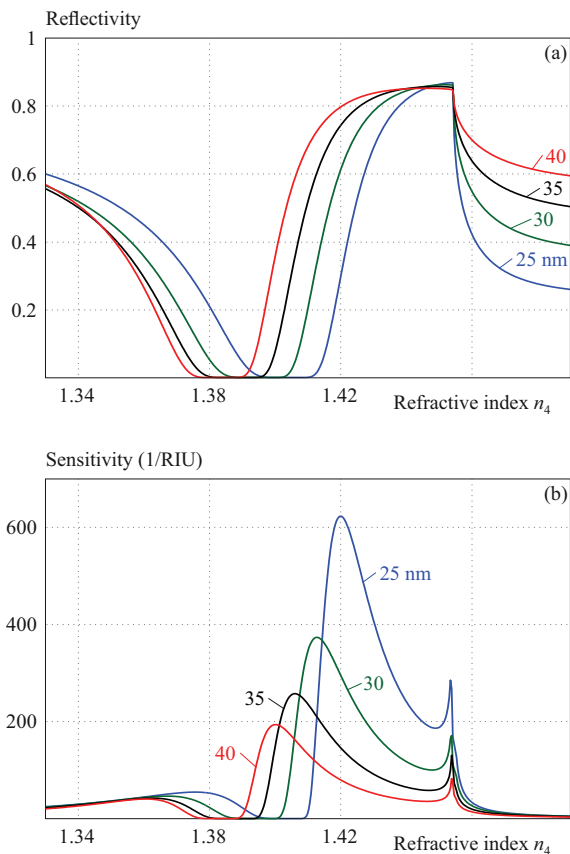 Reflectivity
1
(a)
0.8
40
0.6
35
0.4
30
25 nm
0.2
1.34
1.38
1.42
Refractive index n₄
Sensitivity (1/RIU)
(b)
600
25 nm
400
30
35
200
40
1.34
1.38
1.42
Refractive index n₄